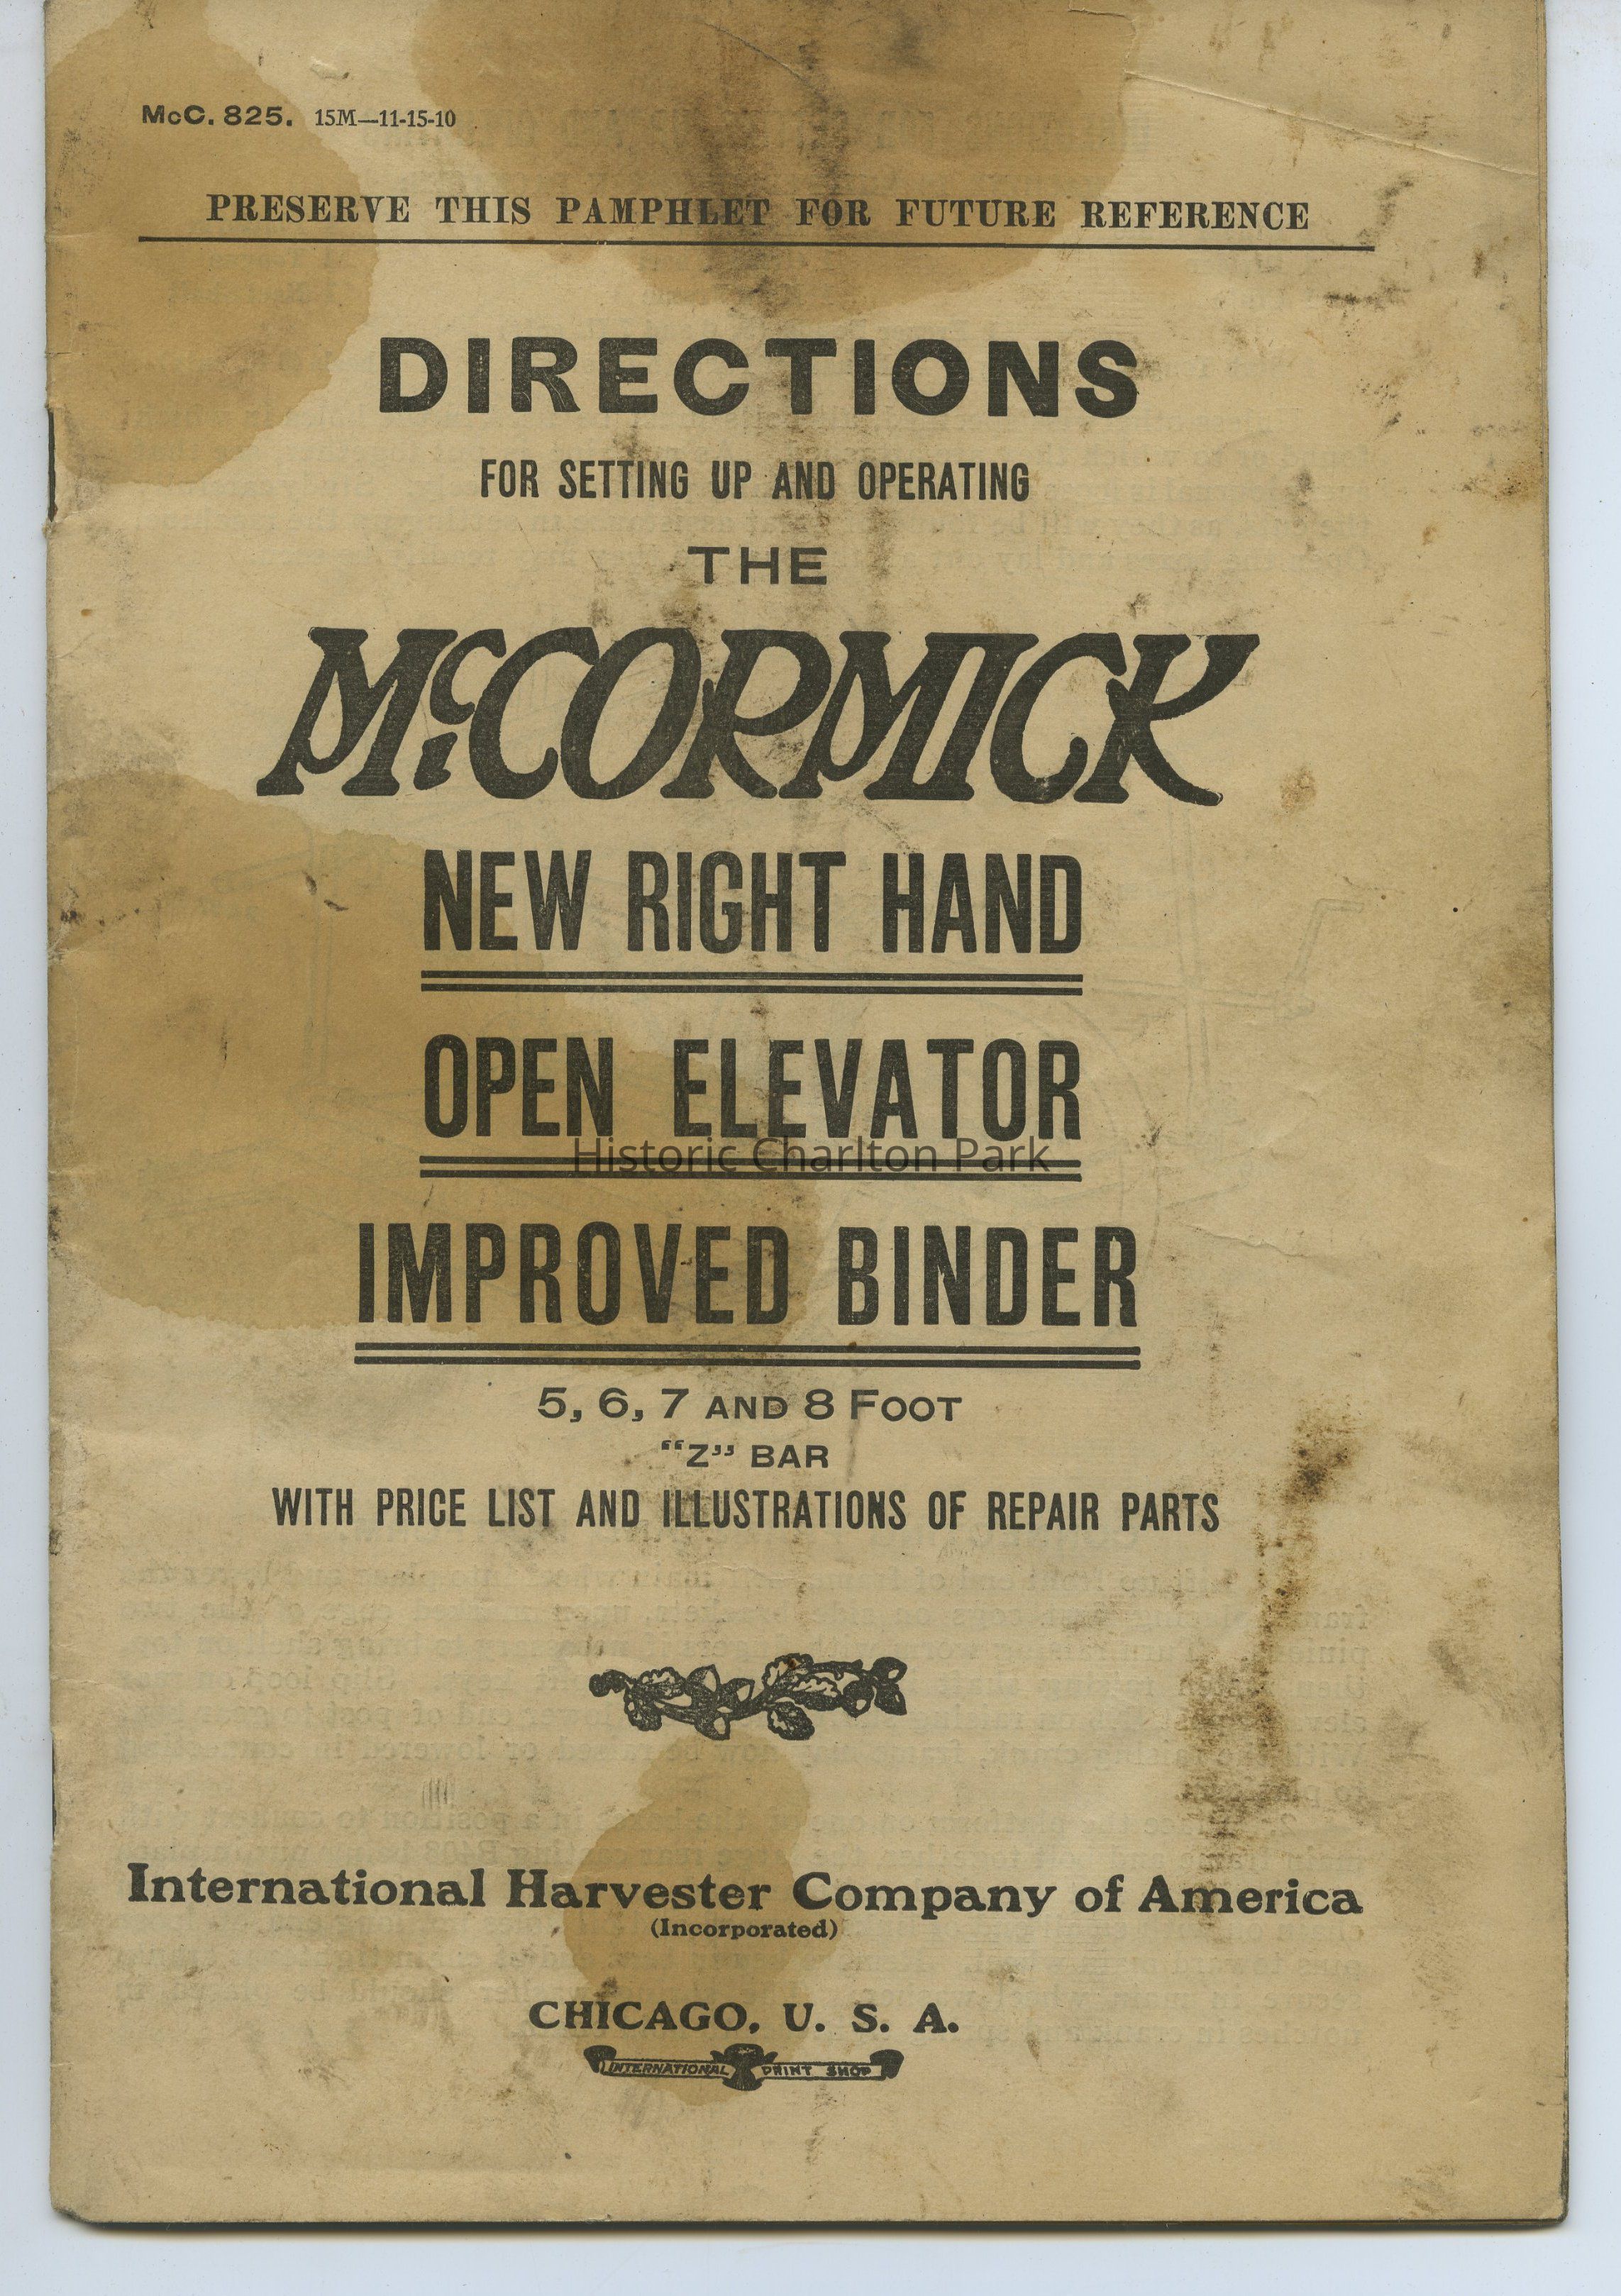 McC. 825. 15M—11-15-10
PRESERVE THIS PAMPHLET FOR FUTURE REFERENCE
DIRECTIONS
FOR SETTING UP AND OPERATING
THE
McCORMICK
NEW RIGHT HAND
OPEN ELEVATOR
Historic Charlton Park
IMPROVED BINDER
5, 6, 7 AND 8 FOOT
"Z" BAR
WITH PRICE LIST AND ILLUSTRATIONS OF REPAIR PARTS
International Harvester Company of America
(Incorporated)
CHICAGO, U. S. A.
INTERNATIONAL PRINT SHOP